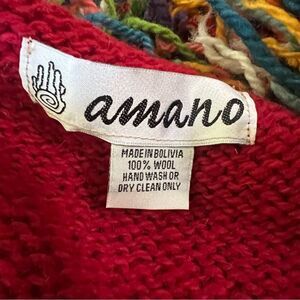 amano
MADE IN BOLIVIA
100% WOOL
HAND WASH OR
DRY CLEAN ONLY